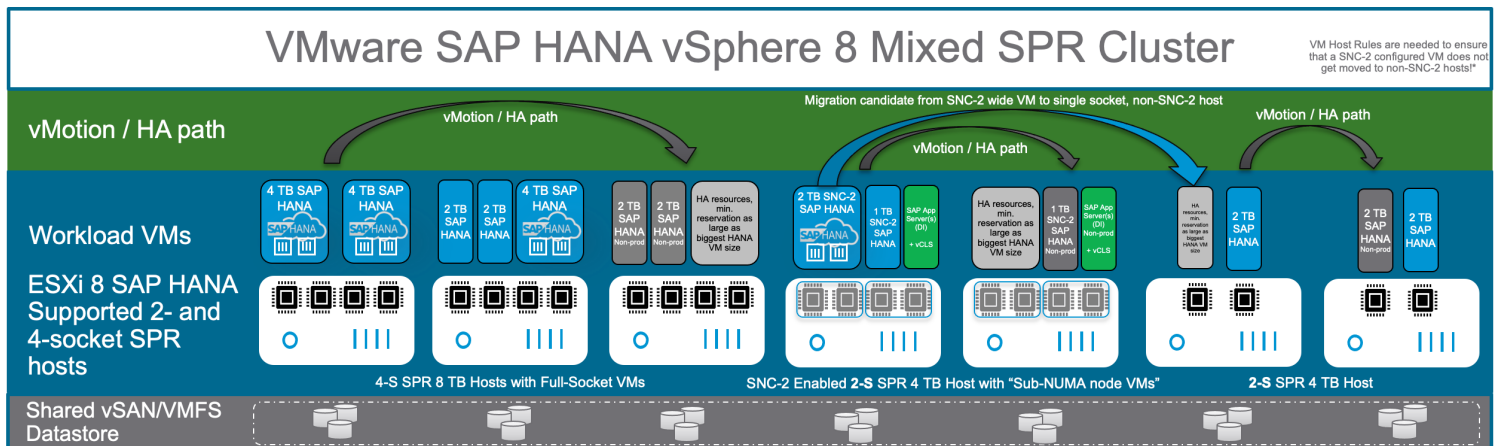 VMware SAP HANA vSphere 8 Mixed SPR Cluster
VM Host Rules are needed to ensure
that a SNC-2 configured VM does not
get moved to non-SNC-2 hosts!*
vMotion / HA path
vMotion / HA path
Migration candidate from SNC-2 wide VM to single socket, non-SNC-2 host
vMotion / HA path
vMotion / HA path
Workload VMs
4 TB SAP
HANA
SAP HANA
4 TB SAP
HANA
SAP HANA
2 TB
SAP
HANA
2 TB
SAP
HANA
4 TB SAP
HANA
SAP HANA
2 TB
SAP
HANA
Non-prod
2 TB
SAP
HANA
Non-prod
HA
resources,
min.
reservation as
large as
biggest HANA
VM size
2 TB SNC-2
SAP HANA
SAP HANA
1 TB
SNC-2
SAP
HANA
SAP App
Server(s)
(DI)
+ vCLS
HA resources,
min.
reservation as
large as
biggest HANA
VM size
1 TB
SNC-2
SAP
HANA
Non-prod
SAP App
Server(s)
(DI)
Non-prod
+ vCLS
HA
resources,
min.
reservation
as large as
biggest
HANA VM
size
2 TB
SAP
HANA
2 TB
SAP
HANA
Non-prod
2 TB
SAP
HANA
ESXi 8 SAP HANA
Supported 2- and
4-socket SPR
hosts
4-S SPR 8 TB Hosts with Full-Socket VMs
SNC-2 Enabled 2-S SPR 4 TB Host with “Sub-NUMA node VMs”
2-S SPR 4 TB Host
Shared vSAN/VMFS
Datastore